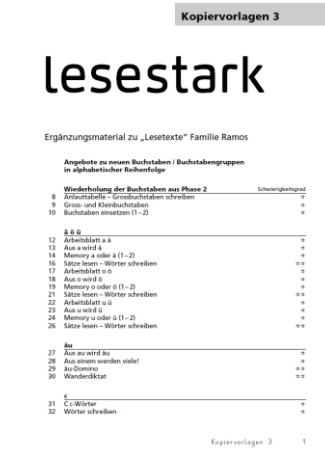 Kopiervorlagen 3
lesestark
Ergänzungsmaterial zu „Lesetexte“ Familie Ramos
Angebote zu neuen Buchstaben / Buchstabengruppen
in alphabetischer Reihenfolge
Wiederholung der Buchstaben aus Phase 2 Schwierigkeitsgrad
8 Anlauttabelle – Grossbuchstaben schreiben *
9 Gross- und Kleinbuchstaben *
10 Buchstaben einsetzen (1–2) *
ä ö ü
12 Arbeitsblatt a ä *
13 Aus a wird ä *
14 Memory a oder ä (1–2) *
16 Sätze lesen – Wörter schreiben **
17 Arbeitsblatt o ö *
18 Aus o wird ö *
19 Memory o oder ö (1–2) *
21 Sätze lesen – Wörter schreiben **
22 Arbeitsblatt u ü *
23 Aus u wird ü *
24 Memory u oder ü (1–2) *
26 Sätze lesen – Wörter schreiben **
äu
27 Aus au wird äu *
28 Aus einem werden viele! *
29 äu-Domino **
30 Wanderdiktat **
c
31 C c-Wörter *
32 Wörter schreiben *
Kopiervorlagen 3 1